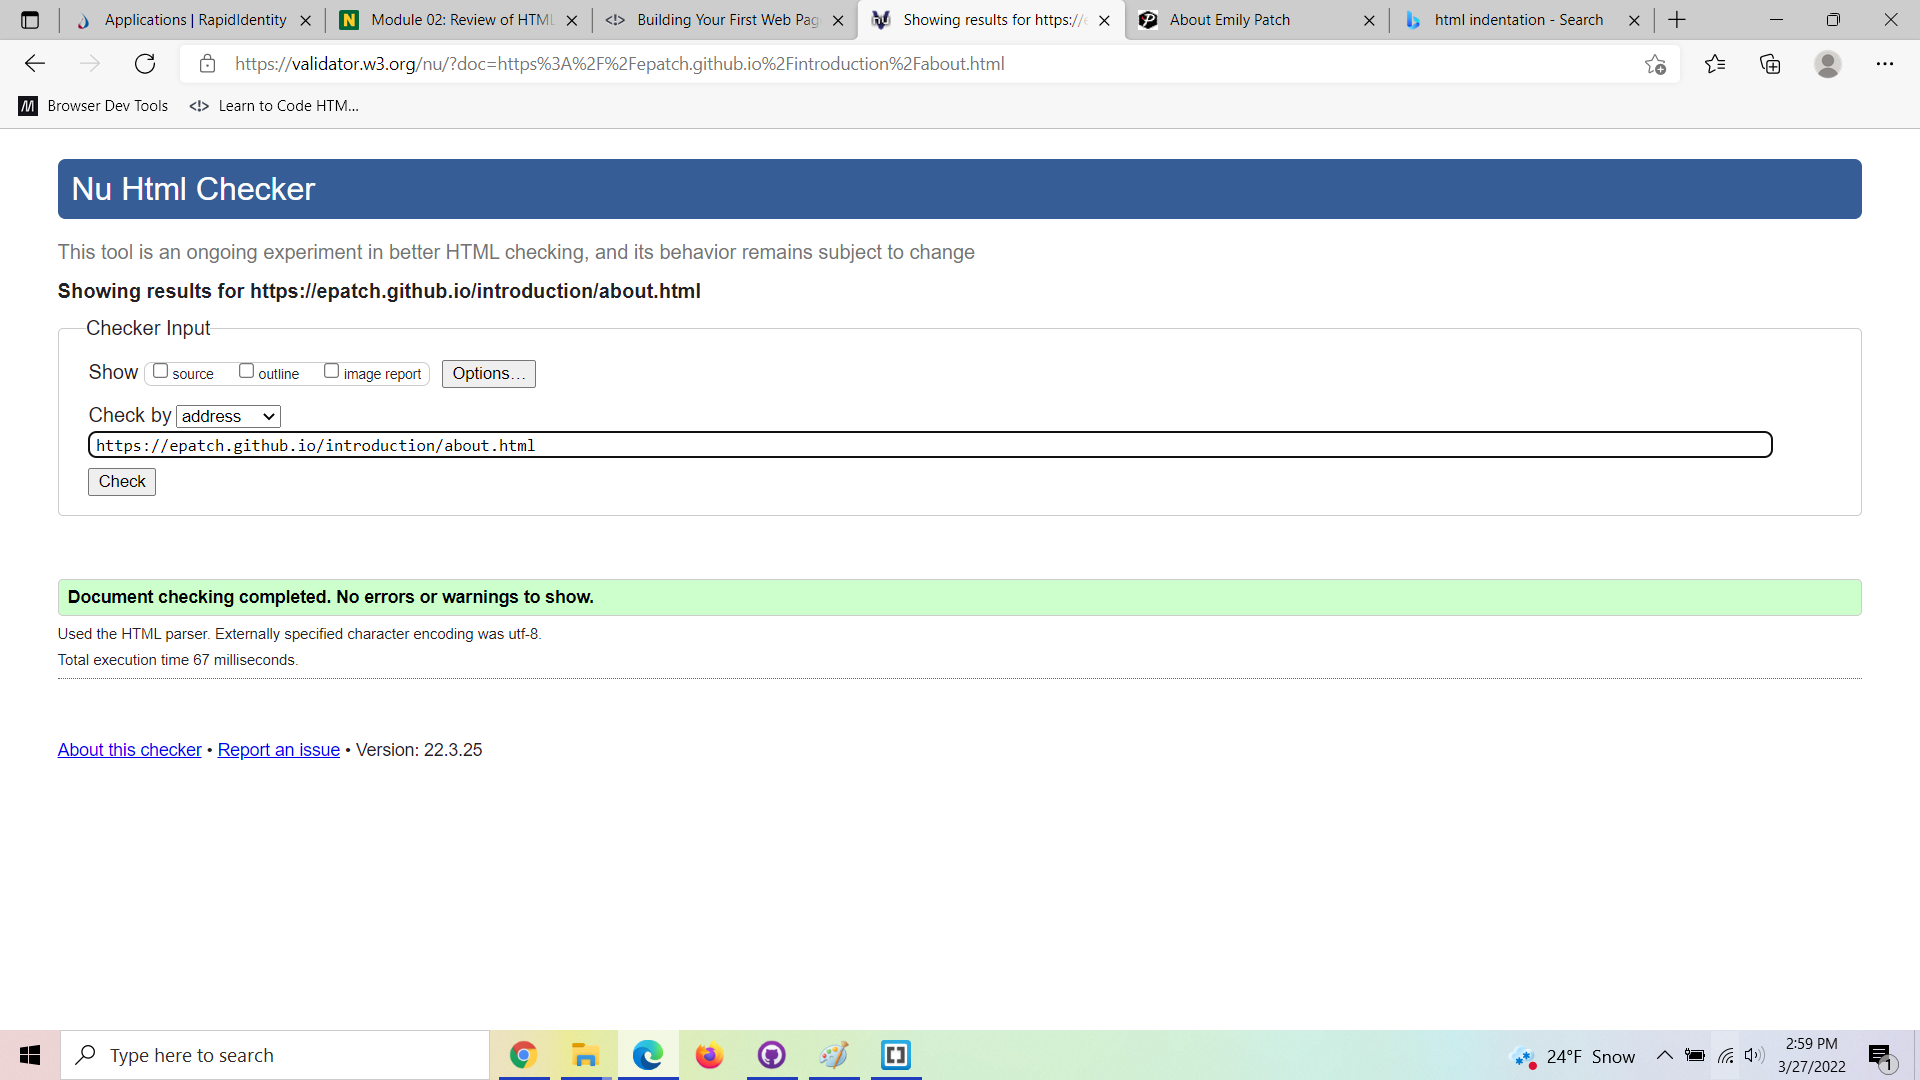 Applications | RapidIdentity
Module 02: Review of HTML
Building Your First Web Pag
Showing results for https://e
About Emily Patch
html indentation - Search
https://validator.w3.org/nu/?doc=https%3A%2F%2Fepatch.github.io%2Fintroduction%2Fabout.html
Browser Dev Tools
Learn to Code HTM...
Nu Html Checker
This tool is an ongoing experiment in better HTML checking, and its behavior remains subject to change
Showing results for https://epatch.github.io/introduction/about.html
Checker Input
Show source outline image report Options...
Check by address
https://epatch.github.io/introduction/about.html
Check
Document checking completed. No errors or warnings to show.
Used the HTML parser. Externally specified character encoding was utf-8.
Total execution time 67 milliseconds.
About this checker • Report an issue • Version: 22.3.25
Type here to search
24°F Snow
2:59 PM
3/27/2022
1